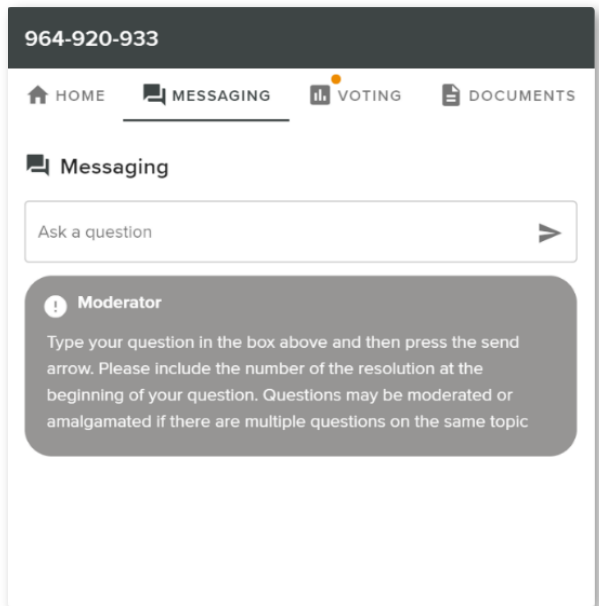 964-920-933
HOME MESSAGING VOTING DOCUMENTS
Messaging
Ask a question
Moderator
Type your question in the box above and then press the send
arrow. Please include the number of the resolution at the
beginning of your question. Questions may be moderated or
amalgamated if there are multiple questions on the same topic